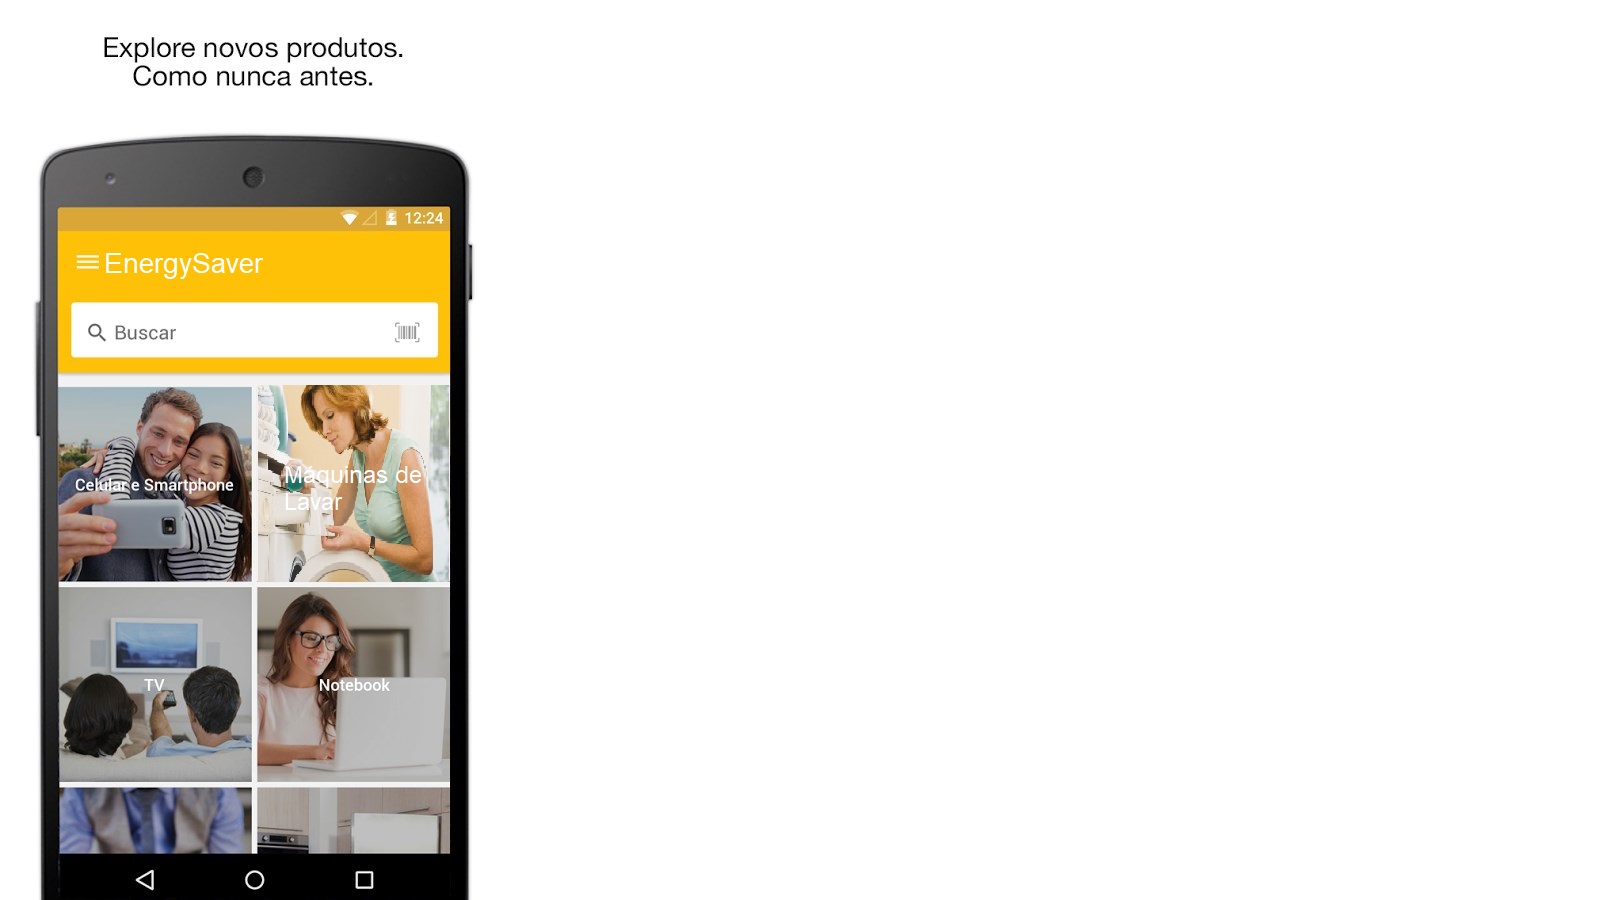 Explore novos produtos.
Como nunca antes.
12:24
EnergySaver
Buscar
Celular e Smartphone
Máquinas de
Lavar
TV
Notebook